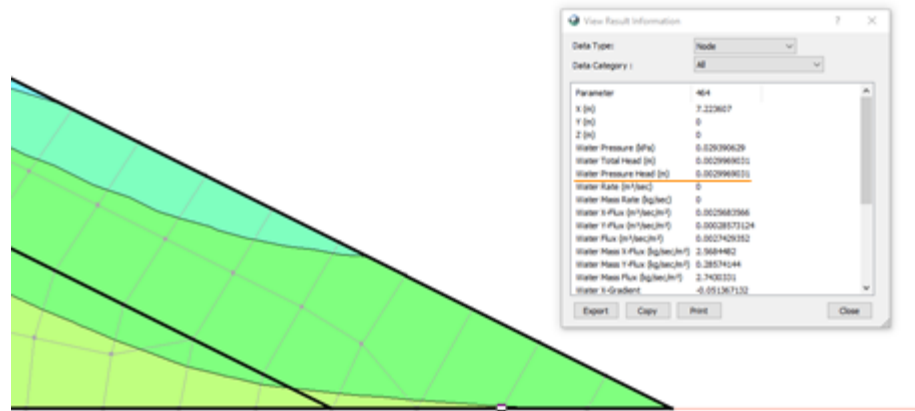 View Result Information
?
Data Type: Node
Data Category : All
Parameter 464
X (m) 7.223607
Y (m) 0
Z (m) 0
Water Pressure (kPa) 0.029390629
Water Total Head (m) 0.0029969031
Water Pressure Head (m) 0.0029969031
Water Rate (m³/sec) 0
Water Mass Rate (kg/sec) 0
Water X-Flux (m³/sec/m²) 0.0025683566
Water Y-Flux (m³/sec/m²) 0.00028573124
Water Flux (m³/sec/m²) 0.0027429352
Water Mass X-Flux (kg/sec/m²) 2.5684482
Water Mass Y-Flux (kg/sec/m²) 0.28574144
Water Mass Flux (kg/sec/m²) 2.7400331
Water X-Gradient -0.051367132
Export Copy Print Close